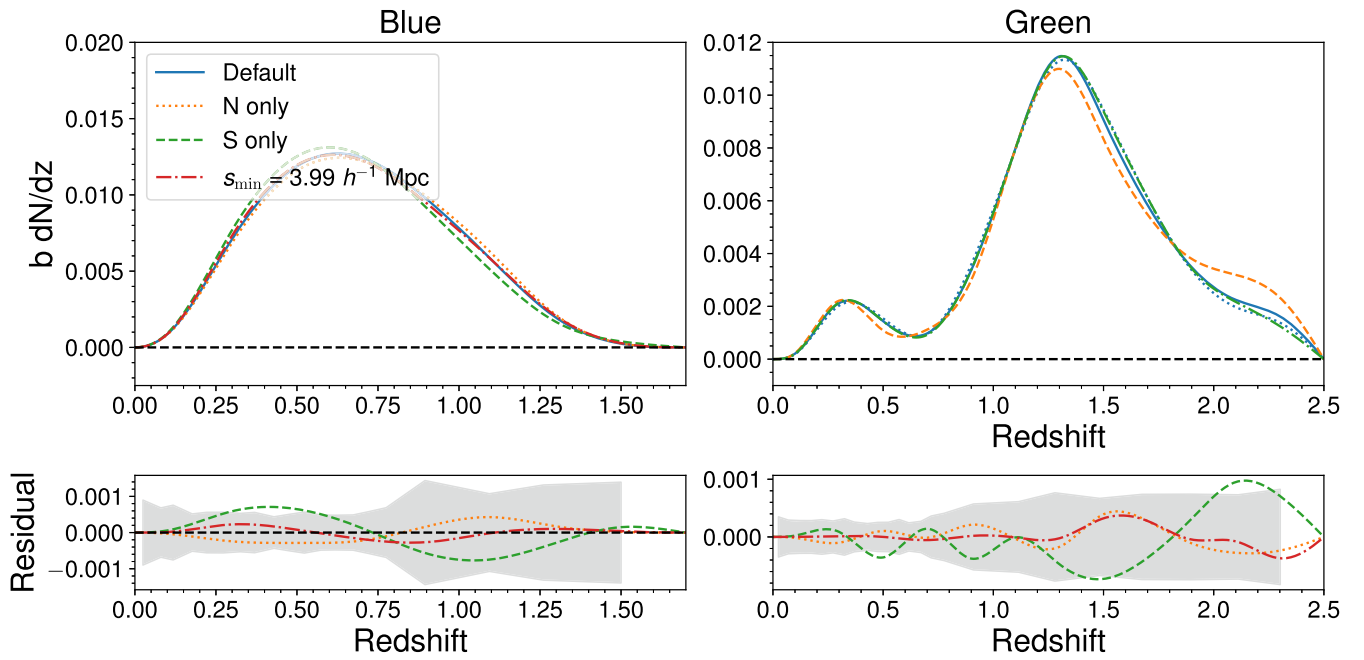 Blue
Green
b dN/dz
0.020
0.015
0.010
0.005
0.000
Default
N only
S only
s_min = 3.99 h⁻¹ Mpc
0.00 0.25 0.50 0.75 1.00 1.25 1.50
0.012
0.010
0.008
0.006
0.004
0.002
0.000
0.0 0.5 1.0 1.5 2.0 2.5
Redshift
Residual
0.001
0.000
−0.001
0.00 0.25 0.50 0.75 1.00 1.25 1.50
Redshift
0.001
0.000
0.0 0.5 1.0 1.5 2.0 2.5
Redshift